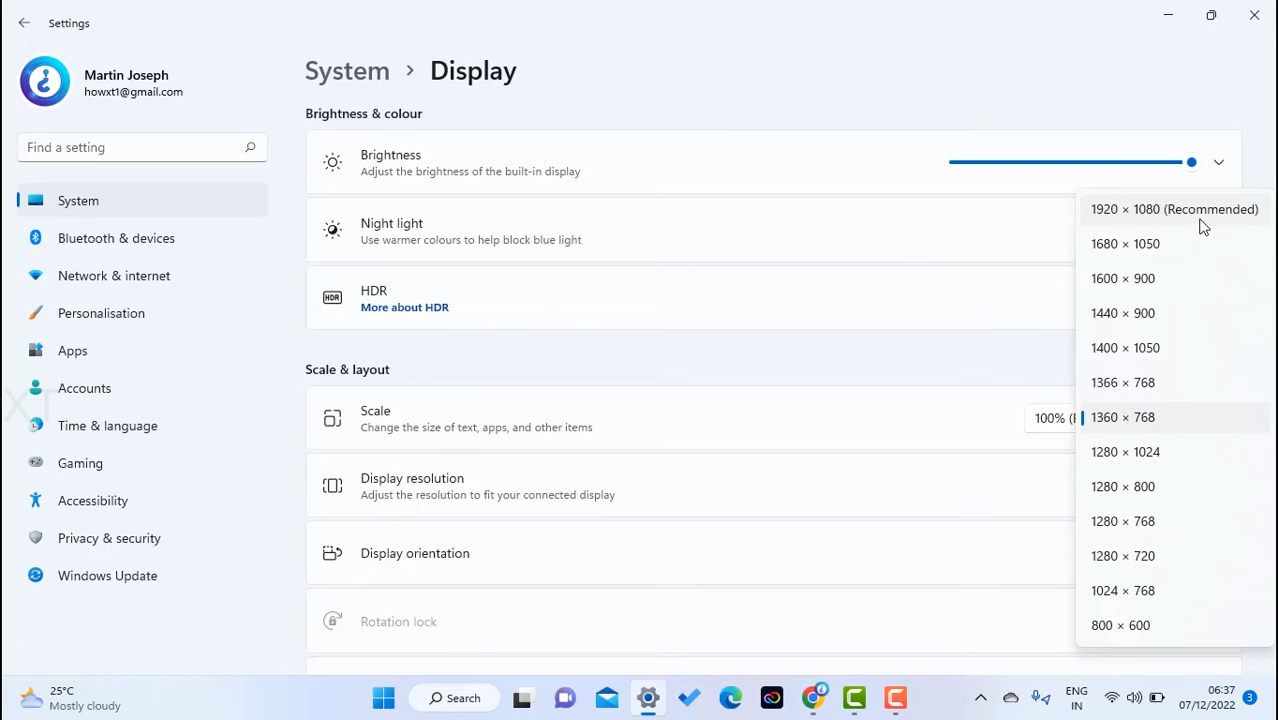 Settings
Martin Joseph
howxt1@gmail.com
Find a setting
System
Bluetooth & devices
Network & internet
Personalisation
Apps
Accounts
Time & language
Gaming
Accessibility
Privacy & security
Windows Update
System > Display
Brightness & colour
Brightness
Adjust the brightness of the built-in display
Night light
Use warmer colours to help block blue light
HDR
HDR
More about HDR
Scale & layout
Scale
Change the size of text, apps, and other items
100% (R
Display resolution
Adjust the resolution to fit your connected display
Display orientation
Rotation lock
1920 × 1080 (Recommended)
1680 × 1050
1600 × 900
1440 × 900
1400 × 1050
1366 × 768
1360 × 768
1280 × 1024
1280 × 800
1280 × 768
1280 × 720
1024 × 768
800 × 600
XT
25°C
Mostly cloudy
Search
ENG
IN
06:37
07/12/2022
3